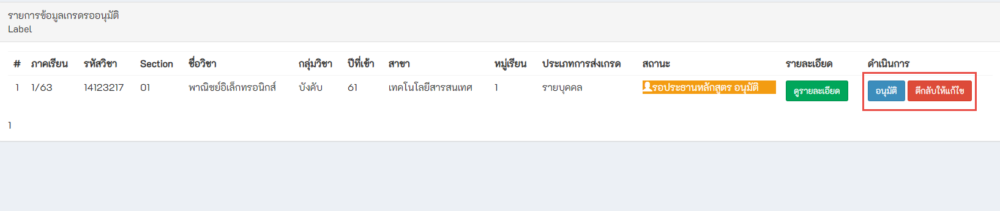 รายการข้อมูลเกรดรออนุมัติ
Label
# ภาคเรียน รหัสวิชา Section ชื่อวิชา กลุ่มวิชา ปีที่เข้า สาขา หมู่เรียน ประเภทการส่งเกรด สถานะ รายละเอียด ดำเนินการ
1 1/63 14123217 01 พาณิชย์อิเล็กทรอนิกส์ บังคับ 61 เทคโนโลยีสารสนเทศ 1 รายบุคคล รอประธานหลักสูตร อนุมัติ ดูรายละเอียด อนุมัติ ตีกลับให้แก้ไข
1